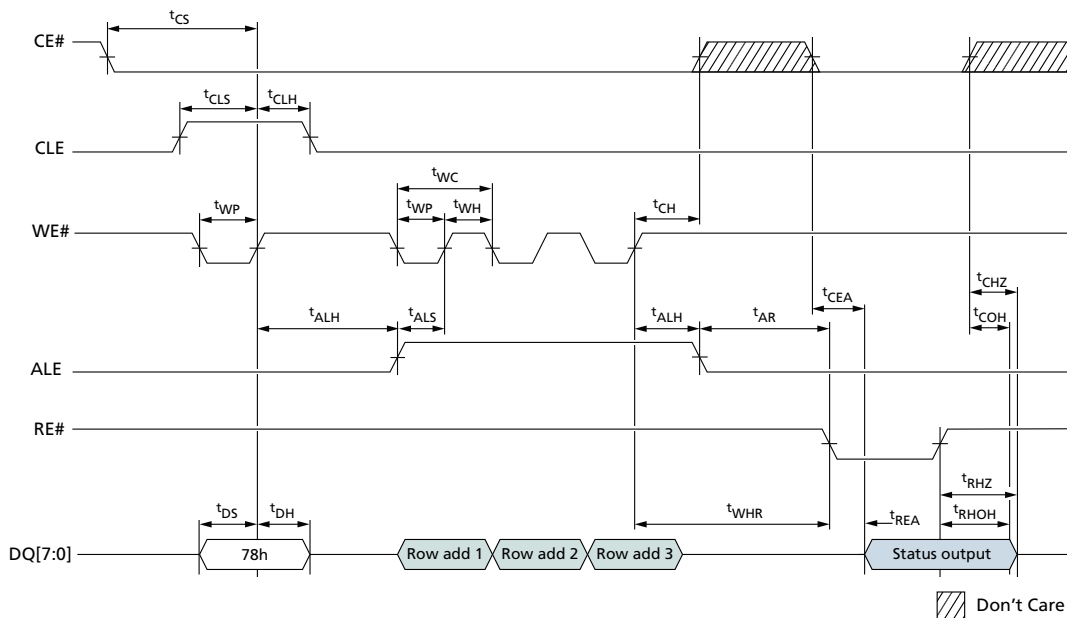 tCS
CE#
tCLS tCLH
CLE
tWC
tWP tWP tWH tCH
WE#
tCEA tCHZ
tALH tALS tALH tAR tCOH
ALE
RE#
tRHZ
tDS tDH tWHR tREA tRHOH
DQ[7:0] 78h Row add 1 Row add 2 Row add 3 Status output
Don't Care